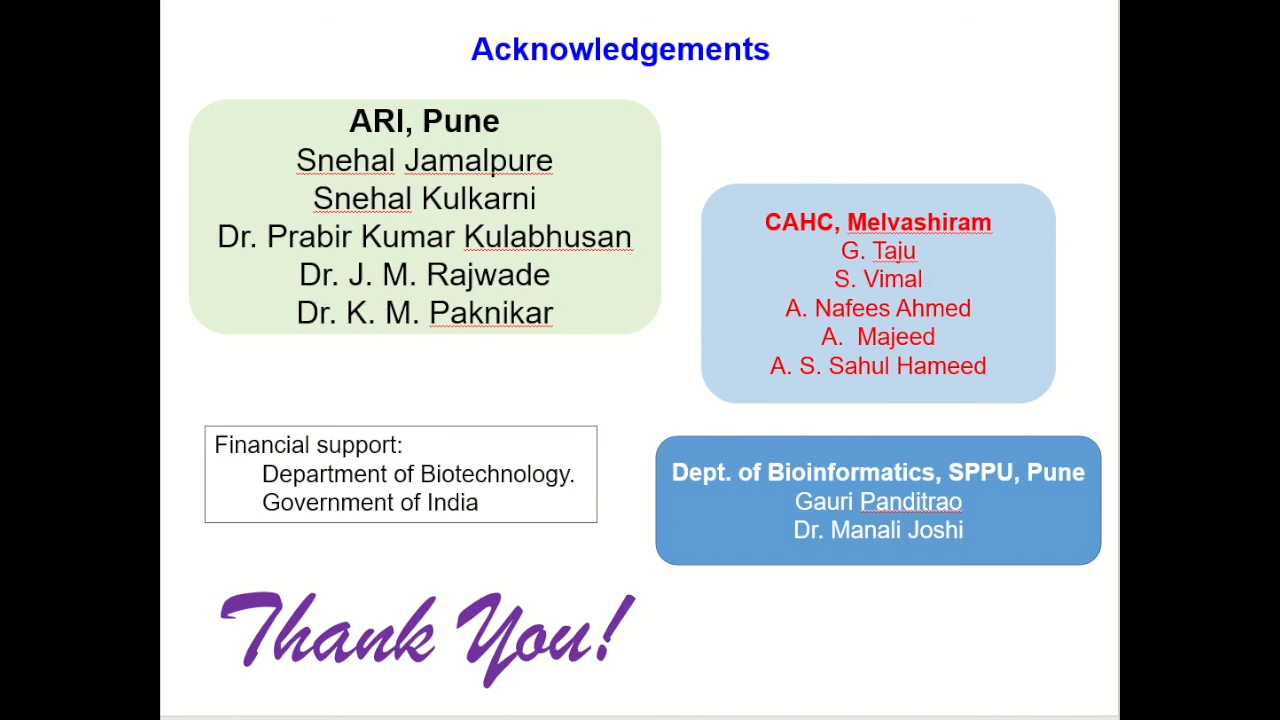 Acknowledgements
ARI, Pune
Snehal Jamalpure
Snehal Kulkarni
Dr. Prabir Kumar Kulabhusan
Dr. J. M. Rajwade
Dr. K. M. Paknikar
CAHC, Melvashiram
G. Taju
S. Vimal
A. Nafees Ahmed
A. Majeed
A. S. Sahul Hameed
Financial support:
Department of Biotechnology.
Government of India
Dept. of Bioinformatics, SPPU, Pune
Gauri Panditrao
Dr. Manali Joshi
Thank You!